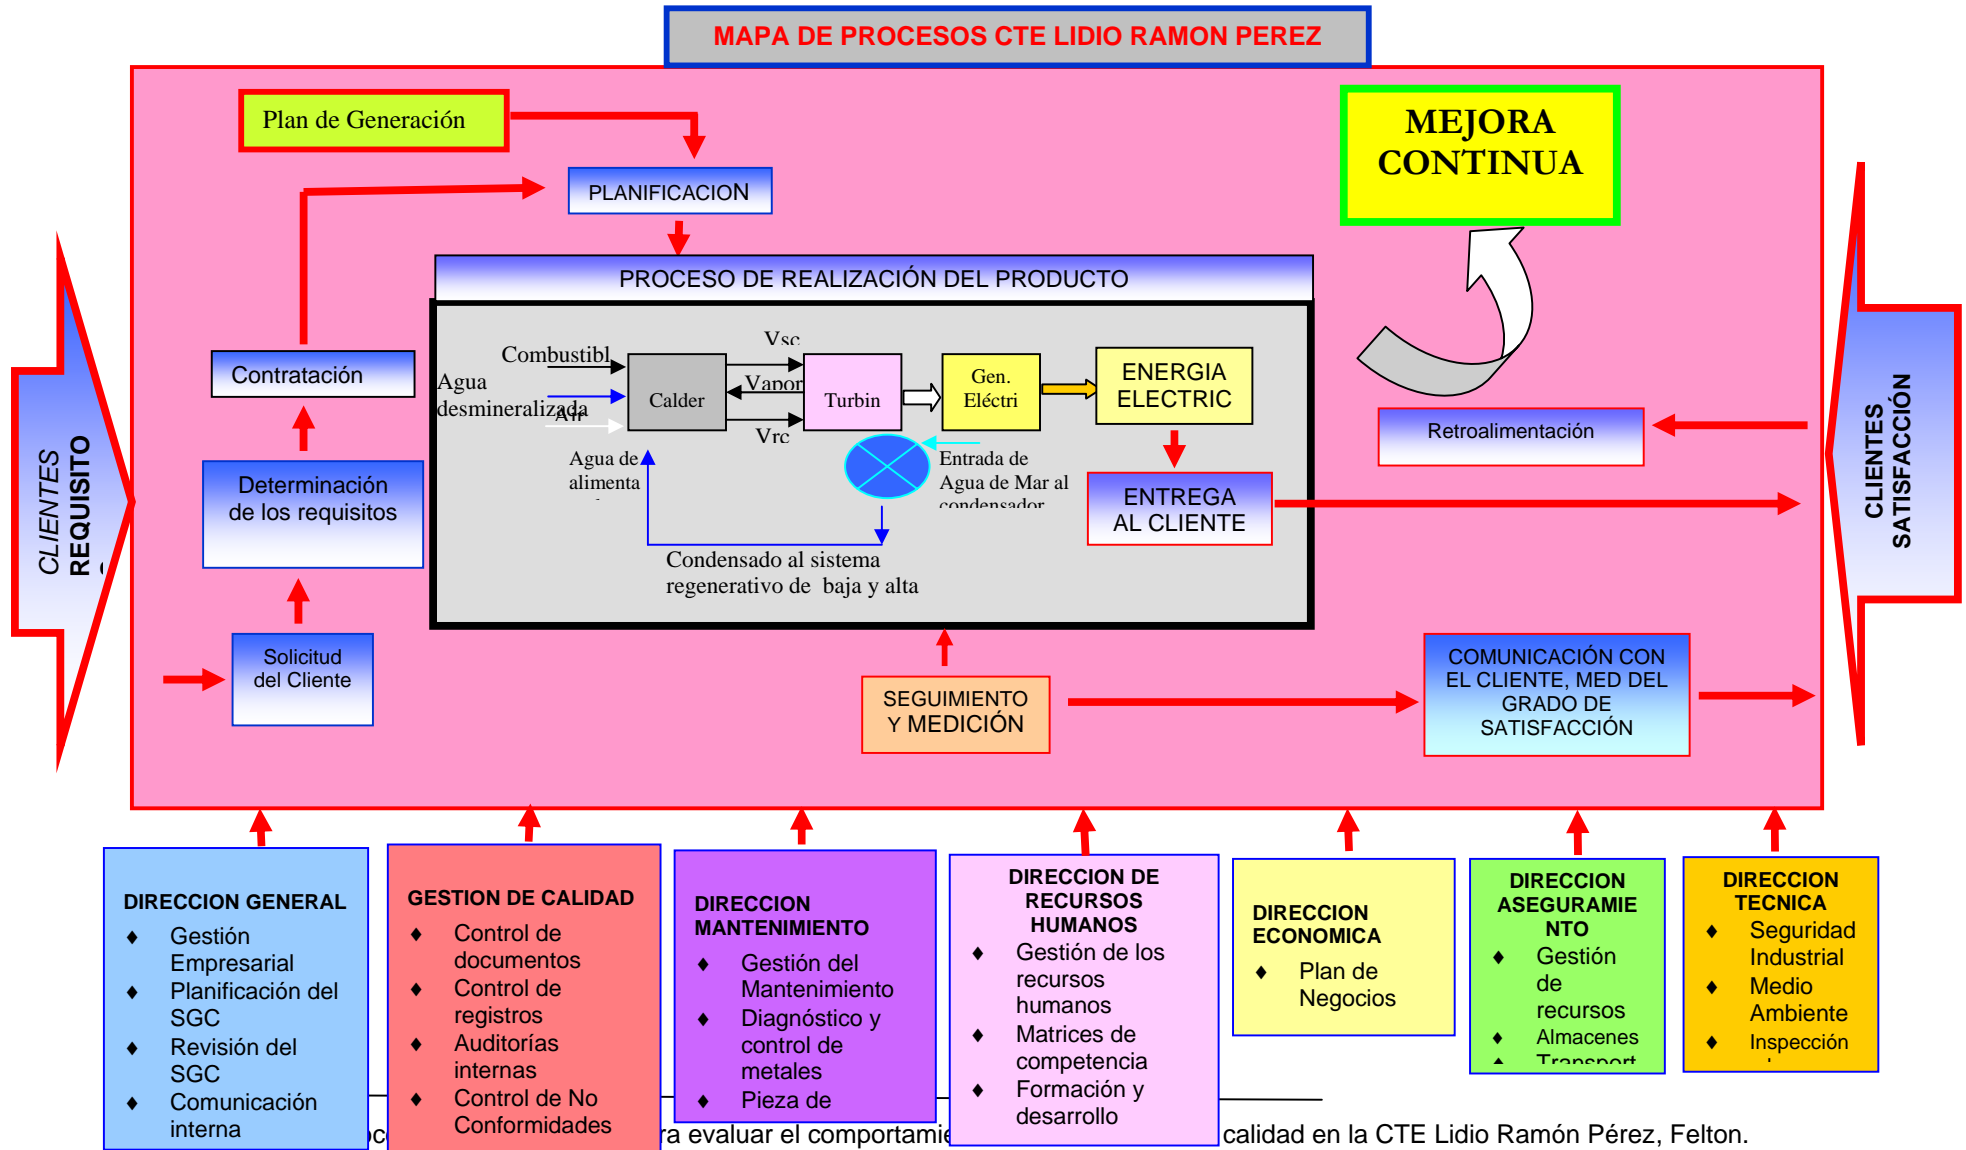 MAPA DE PROCESOS CTE LIDIO RAMON PEREZ
Plan de Generación
MEJORA
CONTINUA
PLANIFICACION
PROCESO DE REALIZACIÓN DEL PRODUCTO
Contratación
Determinación
de los requisitos
Solicitud
del Cliente
CLIENTES
REQUISITO
Combustibl
Agua
desmineralizada
Air
Calder
Vsc
Vapor
Vrc
Turbin
Gen.
Eléctri
ENERGIA
ELECTRIC
Agua de
alimenta
Entrada de
Agua de Mar al
condensador
Condensado al sistema
regenerativo de baja y alta
ENTREGA
AL CLIENTE
Retroalimentación
CLIENTES
SATISFACCIÓN
SEGUIMIENTO
Y MEDICIÓN
COMUNICACIÓN CON
EL CLIENTE, MED DEL
GRADO DE
SATISFACCIÓN
DIRECCION GENERAL
♦ Gestión
Empresarial
♦ Planificación del
SGC
♦ Revisión del
SGC
♦ Comunicación
interna
GESTION DE CALIDAD
♦ Control de
documentos
♦ Control de
registros
♦ Auditorías
internas
♦ Control de No
Conformidades
DIRECCION
MANTENIMIENTO
♦ Gestión del
Mantenimiento
♦ Diagnóstico y
control de
metales
♦ Pieza de
DIRECCION DE
RECURSOS
HUMANOS
♦ Gestión de los
recursos
humanos
♦ Matrices de
competencia
♦ Formación y
desarrollo
DIRECCION
ECONOMICA
♦ Plan de
Negocios
DIRECCION
ASEGURAMIE
NTO
♦ Gestión
de
recursos
♦ Almacenes
♦ Transport
DIRECCION
TECNICA
♦ Seguridad
Industrial
♦ Medio
Ambiente
♦ Inspección
ra evaluar el comportamie calidad en la CTE Lidio Ramón Pérez, Felton.